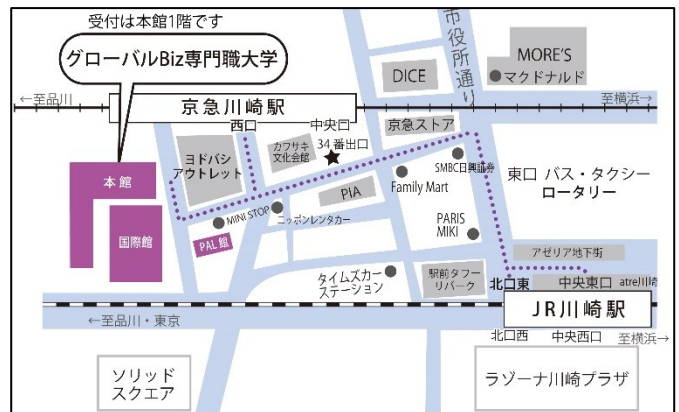 受付は本館1階です
グローバルBiz専門職大学
市役所通り
MORE'S
マクドナルド
DICE
←至品川
京急川崎駅
至横浜→
西口
中央口
34番出口
京急ストア
ヨドバシ
アウトレット
カワサキ
文化会館
SMBC日興証券
東口 バス・タクシー
ロータリー
本館
国際館
PAL館
MINI STOP
ニッポンレンタカー
PIA
Family Mart
PARIS
MIKI
アゼリア地下街
タイムズカー
ステーション
駅前タワー
リパーク
北口東
中央東口
atre川崎
JR川崎駅
←至品川・東京
北口西
中央西口
至横浜→
ソリッド
スクエア
ラゾーナ川崎プラザ